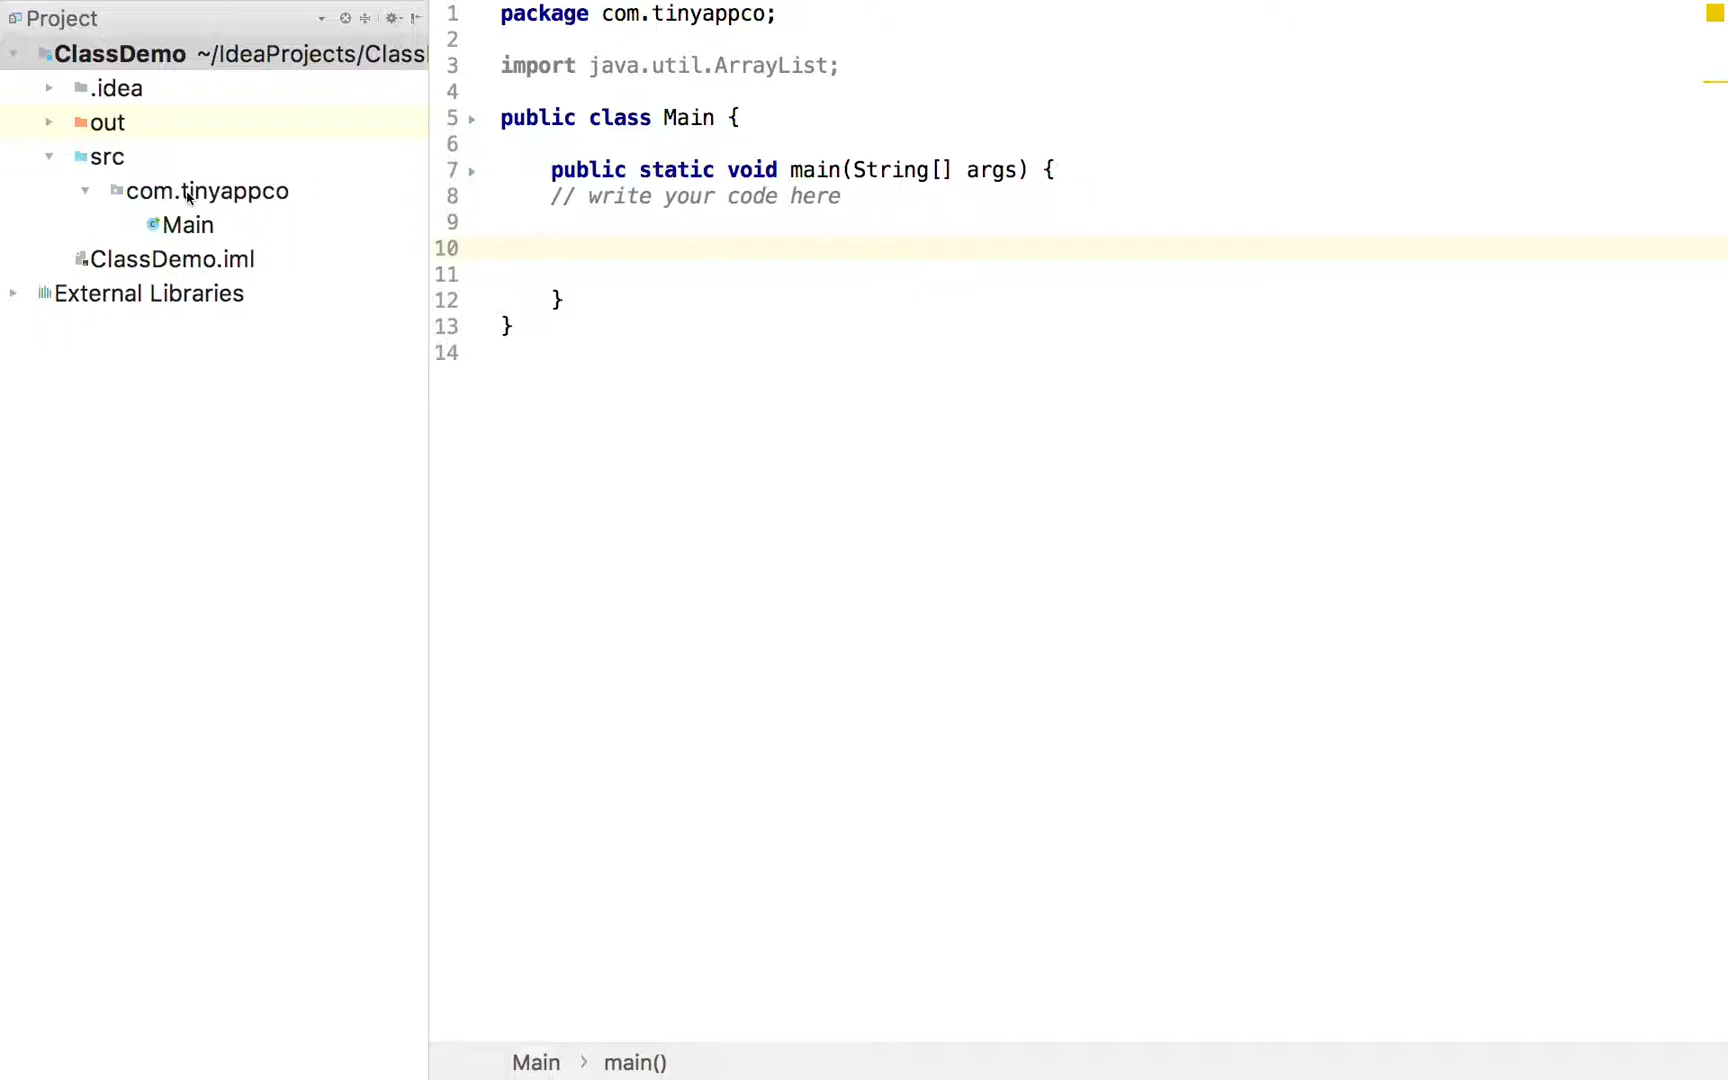 Project
ClassDemo ~/IdeaProjects/Class
.idea
out
src
com.tinyappco
Main
ClassDemo.iml
External Libraries
1 package com.tinyappco;
2
3 import java.util.ArrayList;
4
5 public class Main {
6
7 public static void main(String[] args) {
8 // write your code here
9
10
11
12 }
13 }
14
Main > main()